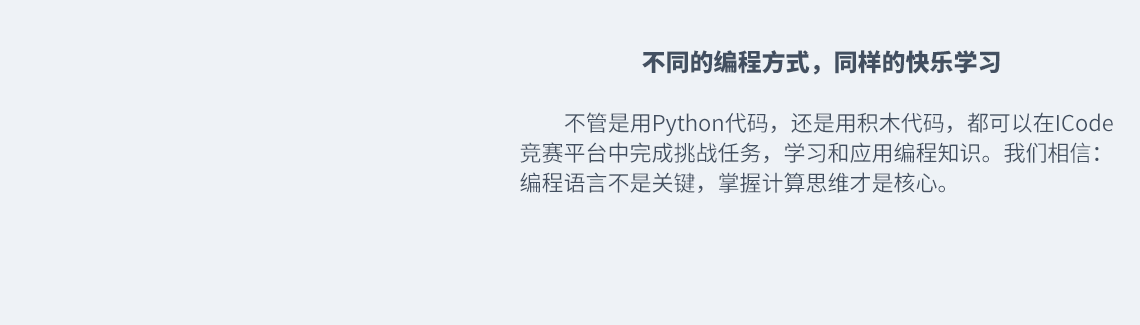 不同的编程方式，同样的快乐学习
不管是用Python代码，还是用积木代码，都可以在ICode
竞赛平台中完成挑战任务，学习和应用编程知识。我们相信：
编程语言不是关键，掌握计算思维才是核心。